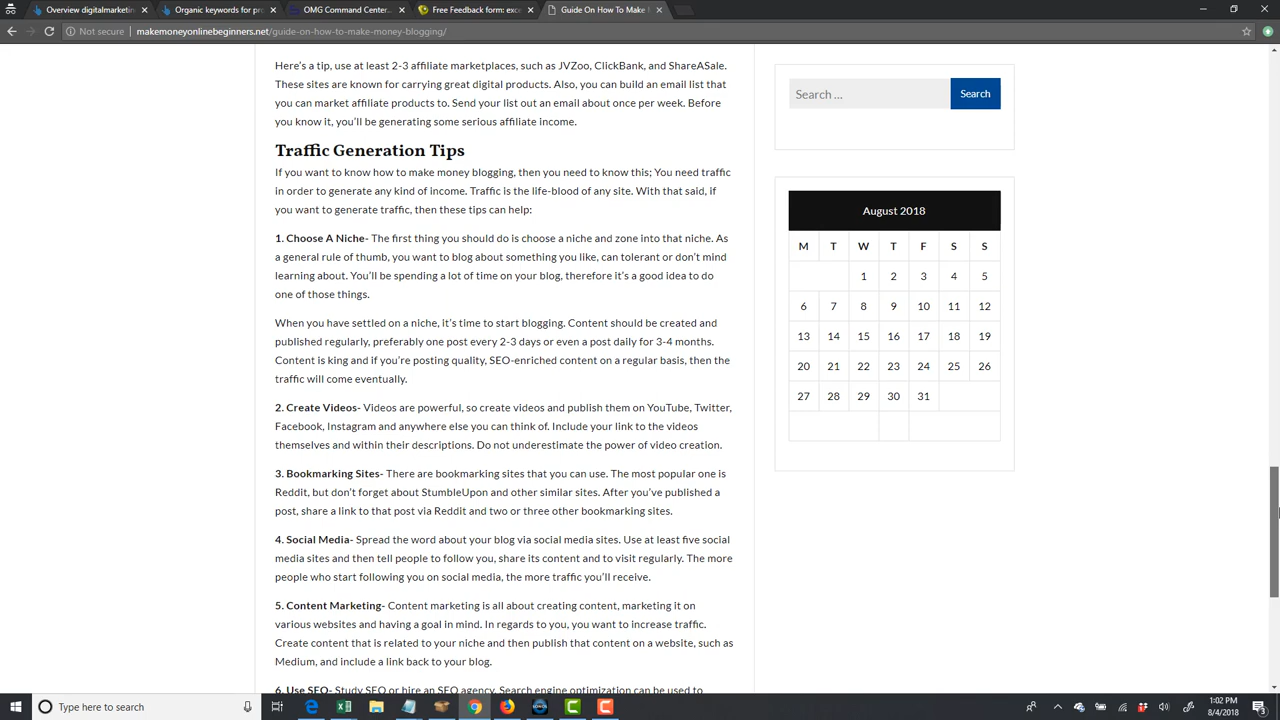 Overview digitalmarketin
Organic keywords for pr
OMG Command Center
Free Feedback form: exce
Guide On How To Make M
Not secure
makemoneyonlinebeginners.net/guide-on-how-to-make-money-blogging/
Here's a tip, use at least 2-3 affiliate marketplaces, such as JVZoo, ClickBank, and ShareASale.
These sites are known for carrying great digital products. Also, you can build an email list that
you can market affiliate products to. Send your list out an email about once per week. Before
you know it, you'll be generating some serious affiliate income.
Traffic Generation Tips
If you want to know how to make money blogging, then you need to know this; You need traffic
in order to generate any kind of income. Traffic is the life-blood of any site. With that said, if
you want to generate traffic, then these tips can help:
1. Choose A Niche- The first thing you should do is choose a niche and zone into that niche. As
a general rule of thumb, you want to blog about something you like, can tolerant or don't mind
learning about. You'll be spending a lot of time on your blog, therefore it's a good idea to do
one of those things.
When you have settled on a niche, it's time to start blogging. Content should be created and
published regularly, preferably one post every 2-3 days or even a post daily for 3-4 months.
Content is king and if you're posting quality, SEO-enriched content on a regular basis, then the
traffic will come eventually.
2. Create Videos- Videos are powerful, so create videos and publish them on YouTube, Twitter,
Facebook, Instagram and anywhere else you can think of. Include your link to the videos
themselves and within their descriptions. Do not underestimate the power of video creation.
3. Bookmarking Sites- There are bookmarking sites that you can use. The most popular one is
Reddit, but don't forget about StumbleUpon and other similar sites. After you've published a
post, share a link to that post via Reddit and two or three other bookmarking sites.
4. Social Media- Spread the word about your blog via social media sites. Use at least five social
media sites and then tell people to follow you, share its content and to visit regularly. The more
people who start following you on social media, the more traffic you'll receive.
5. Content Marketing- Content marketing is all about creating content, marketing it on
various websites and having a goal in mind. In regards to you, you want to increase traffic.
Create content that is related to your niche and then publish that content on a website, such as
Medium, and include a link back to your blog.
6. Use SEO- Study SEO or hire an SEO agency. Search engine optimization can be used to
Search ...
Search
August 2018
M T W T F S S
1 2 3 4 5
6 7 8 9 10 11 12
13 14 15 16 17 18 19
20 21 22 23 24 25 26
27 28 29 30 31
Type here to search
1:02 PM
8/4/2018